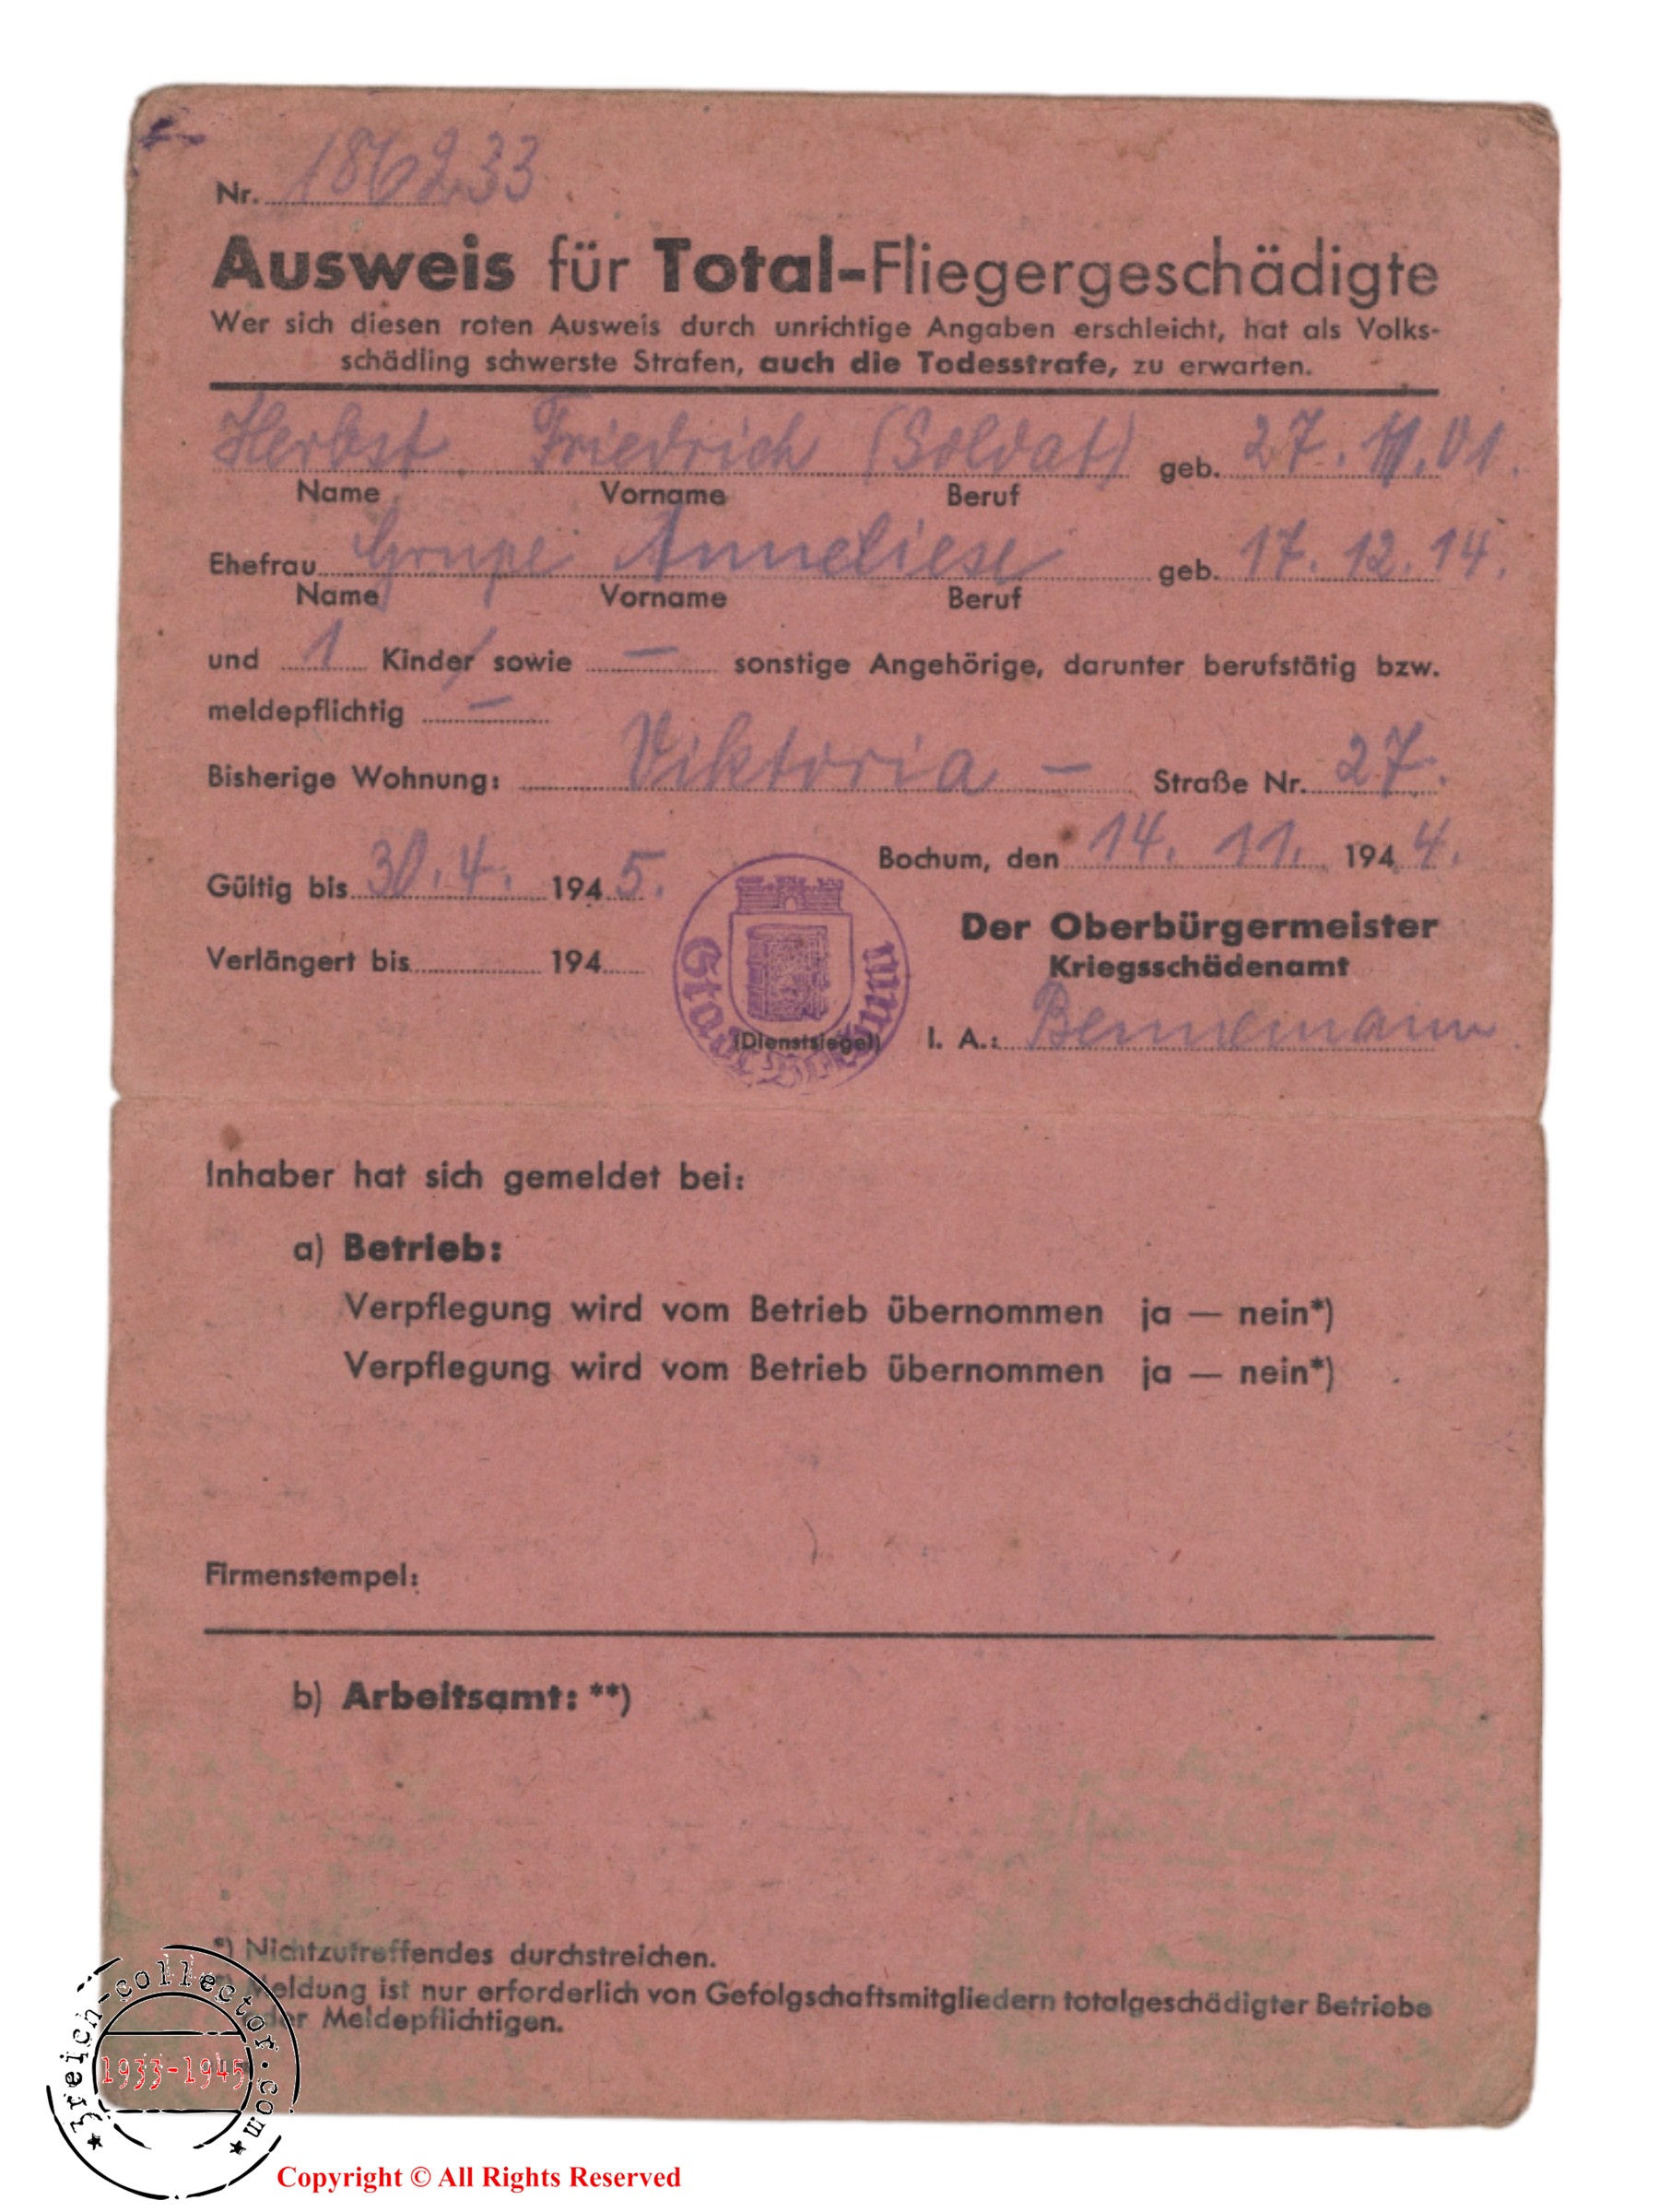 Nr. 186233
Ausweis für Total-Fliegergeschädigte
Wer sich diesen roten Ausweis durch unrichtige Angaben erschleicht, hat als Volks-
schädling schwerste Strafen, auch die Todesstrafe, zu erwarten.
Herbst Friedrich (Soldat) geb. 27. 11. 01.
Name Vorname Beruf
Ehefrau Grupe Anneliese geb. 17. 12. 14.
Name Vorname Beruf
und 1 Kinder sowie — sonstige Angehörige, darunter berufstätig bzw.
meldepflichtig —
Bisherige Wohnung: Viktoria – Straße Nr. 27.
Bochum, den 14. 11. 1944.
Gültig bis 30. 4. 1945.
Der Oberbürgermeister
Verlängert bis 194
Kriegsschädenamt
Stadt Bochum
(Dienstsiegel) I. A.: Bennemann
Inhaber hat sich gemeldet bei:
a) Betrieb:
Verpflegung wird vom Betrieb übernommen ja — nein*)
Verpflegung wird vom Betrieb übernommen ja — nein*)
Firmenstempel:
b) Arbeitsamt: **)
*) Nichtzutreffendes durchstreichen.
Meldung ist nur erforderlich von Gefolgschaftsmitgliedern totalgeschädigter Betriebe
oder Meldepflichtigen.
3reich-collector.com
1933-1945
Copyright © All Rights Reserved